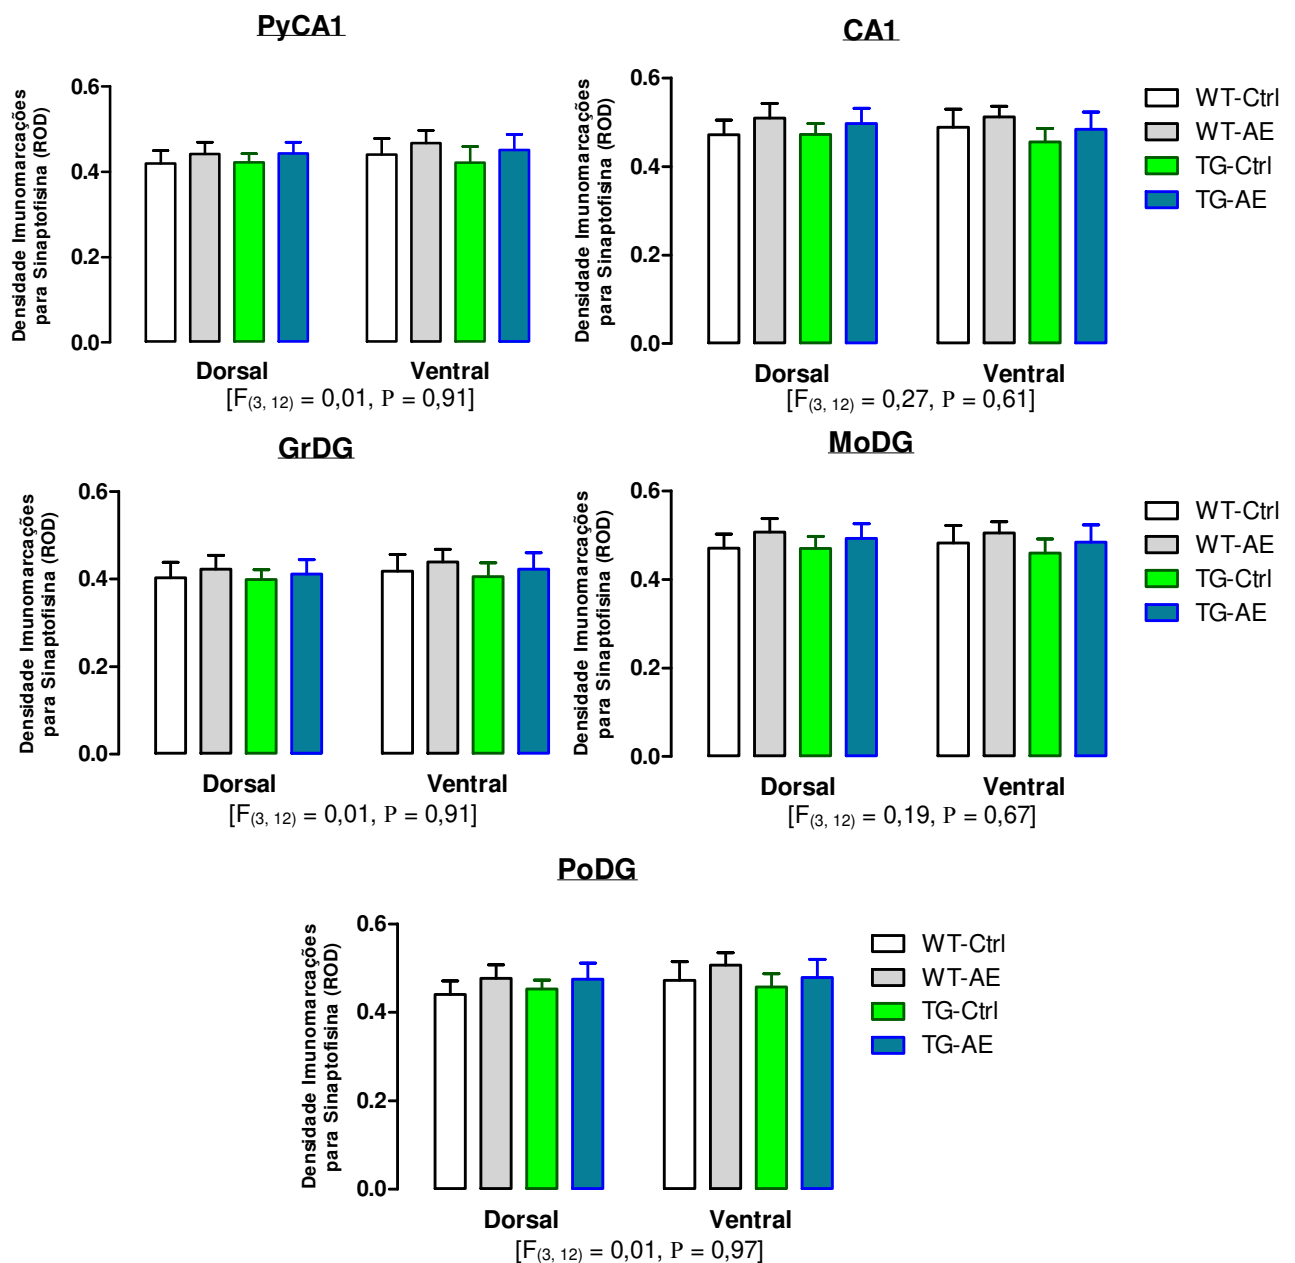 PyCA1
Densidade Imunomarcações
para Sinaptofisina (ROD)
0.6
0.4
0.2
0.0
Dorsal
Ventral
[F(3, 12) = 0,01, P = 0,91]
CA1
Densidade Imunomarcações
para Sinaptofisina (ROD)
0.6
0.4
0.2
0.0
Dorsal
Ventral
[F(3, 12) = 0,27, P = 0,61]
WT-Ctrl
WT-AE
TG-Ctrl
TG-AE
GrDG
Densidade Imunomarcações
para Sinaptofisina (ROD)
0.6
0.4
0.2
0.0
Dorsal
Ventral
[F(3, 12) = 0,01, P = 0,91]
MoDG
Densidade Imunomarcações
para Sinaptofisina (ROD)
0.6
0.4
0.2
0.0
Dorsal
Ventral
[F(3, 12) = 0,19, P = 0,67]
WT-Ctrl
WT-AE
TG-Ctrl
TG-AE
PoDG
Densidade Imunomarcações
para Sinaptofisina (ROD)
0.6
0.4
0.2
0.0
Dorsal
Ventral
[F(3, 12) = 0,01, P = 0,97]
WT-Ctrl
WT-AE
TG-Ctrl
TG-AE